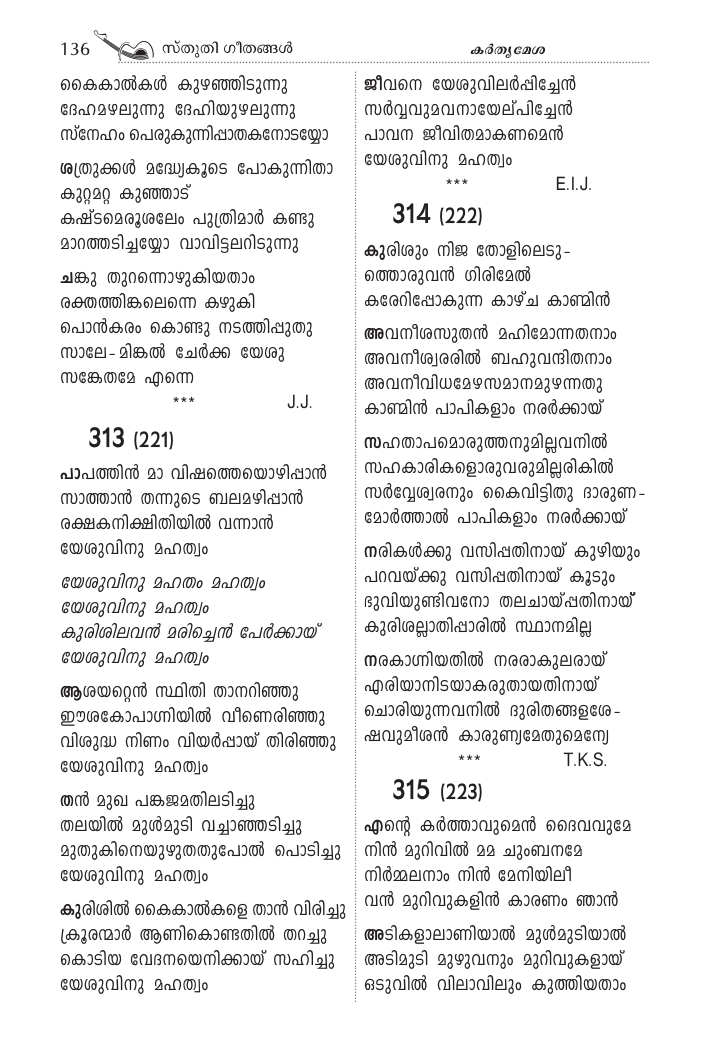 136 സ്തുതി ഗീതങ്ങൾ കർതൃമേശ
കൈകാൽകൾ കുഴഞ്ഞിടുന്നു
ദേഹമഴലുന്നു ദേഹിയുഴലുന്നു
സ്നേഹം പെരുകുന്നിപ്പാതകനോടയ്യോ
ശത്രുക്കൾ മദ്ധ്യേകൂടെ പോകുന്നിതാ
കുറ്റമറ്റ കുഞ്ഞാട്
കഷ്ടമെരൂശലേം പുത്രിമാർ കണ്ടു
മാറത്തടിച്ചയ്യോ വാവിട്ടലറിടുന്നു
ചങ്കു തുറന്നൊഴുകിയതാം
രക്തത്തിങ്കലെന്നെ കഴുകി
പൊൻകരം കൊണ്ടു നടത്തിപ്പുതു
സാലേ-മിങ്കൽ ചേർക്ക യേശു
സങ്കേതമേ എന്നെ
*** J.J.
313 (221)
പാപത്തിൻ മാ വിഷത്തെയൊഴിപ്പാൻ
സാത്താൻ തന്നുടെ ബലമഴിപ്പാൻ
രക്ഷകനിക്ഷിതിയിൽ വന്നാൻ
യേശുവിനു മഹത്വം
യേശുവിനു മഹതം മഹത്വം
യേശുവിനു മഹത്വം
കുരിശിലവൻ മരിച്ചെൻ പേർക്കായ്
യേശുവിനു മഹത്വം
ആശയറ്റെൻ സ്ഥിതി താനറിഞ്ഞു
ഈശകോപാഗ്നിയിൽ വീണെരിഞ്ഞു
വിശുദ്ധ നിണം വിയർപ്പായ് തിരിഞ്ഞു
യേശുവിനു മഹത്വം
തൻ മുഖ പങ്കജമതിലടിച്ചു
തലയിൽ മുൾമുടി വച്ചാഞ്ഞടിച്ചു
മുതുകിനെയുഴുതതുപോൽ പൊടിച്ചു
യേശുവിനു മഹത്വം
കുരിശിൽ കൈകാൽകളെ താൻ വിരിച്ചു
ക്രൂരന്മാർ ആണികൊണ്ടതിൽ തറച്ചു
കൊടിയ വേദനയെനിക്കായ് സഹിച്ചു
യേശുവിനു മഹത്വം
ജീവനെ യേശുവിലർപ്പിച്ചേൻ
സർവ്വവുമവനായേല്പിച്ചേൻ
പാവന ജീവിതമാകണമെൻ
യേശുവിനു മഹത്വം
*** E.I.J.
314 (222)
കുരിശും നിജ തോളിലെടു-
ത്തൊരുവൻ ഗിരിമേൽ
കരേറിപ്പോകുന്ന കാഴ്ച കാണ്മിൻ
അവനീശസുതൻ മഹിമോന്നതനാം
അവനീശ്വരരിൽ ബഹുവന്ദിതനാം
അവനീവിധമേഴസമാനമുഴന്നതു
കാണ്മിൻ പാപികളാം നരർക്കായ്
സഹതാപമൊരുത്തനുമില്ലവനിൽ
സഹകാരികളൊരുവരുമില്ലരികിൽ
സർവ്വേശ്വരനും കൈവിട്ടിതു ദാരുണ-
മോർത്താൽ പാപികളാം നരർക്കായ്
നരികൾക്കു വസിപ്പതിനായ് കുഴിയും
പറവയ്ക്കു വസിപ്പതിനായ് കൂടും
ഭുവിയുണ്ടിവനോ തലചായ്പ്പതിനായ്
കുരിശല്ലാതിപ്പാരിൽ സ്ഥാനമില്ല
നരകാഗ്നിയതിൽ നരരാകുലരായ്
എരിയാനിടയാകരുതായതിനായ്
ചൊരിയുന്നവനിൽ ദുരിതങ്ങളശേ-
ഷവുമീശൻ കാരുണ്യമേതുമെന്യേ
*** T.K.S.
315 (223)
എന്റെ കർത്താവുമെൻ ദൈവവുമേ
നിൻ മുറിവിൽ മമ ചുംബനമേ
നിർമ്മലനാം നിൻ മേനിയിലീ
വൻ മുറിവുകളിൻ കാരണം ഞാൻ
അടികളാലാണിയാൽ മുൾമുടിയാൽ
അടിമുടി മുഴുവനും മുറിവുകളായ്
ഒടുവിൽ വിലാവിലും കുത്തിയതാം